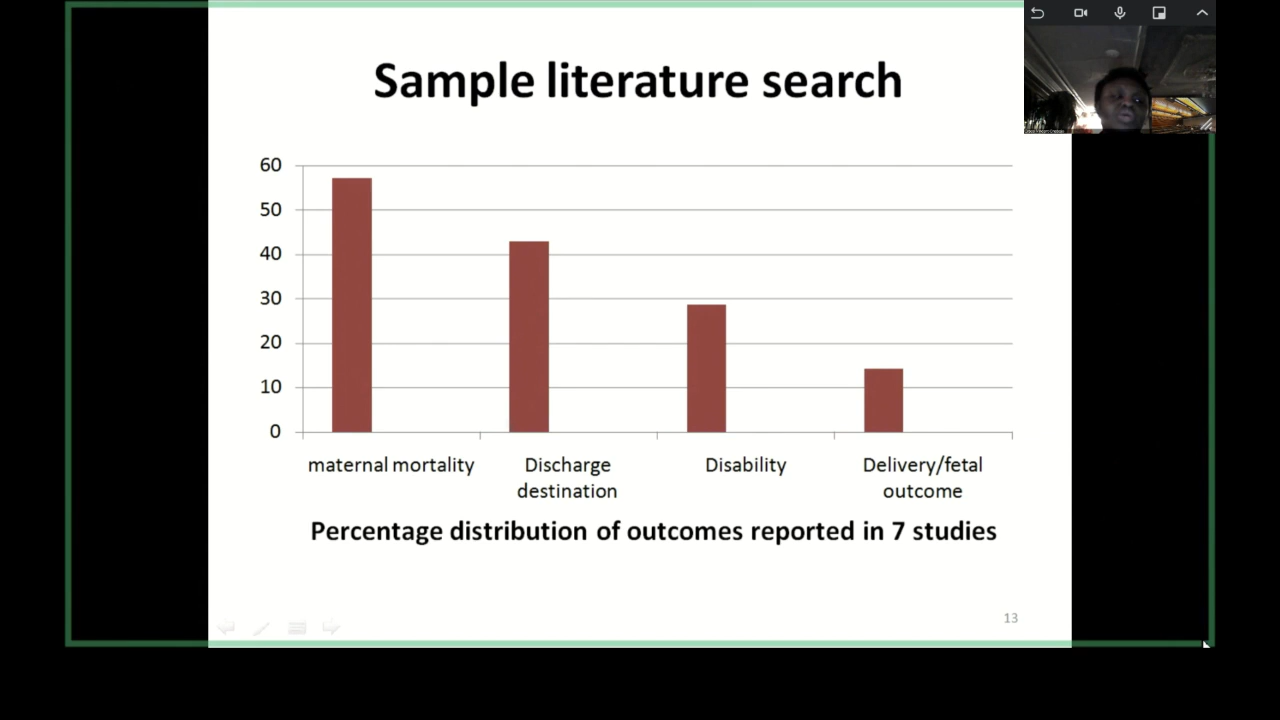 Sample literature search
60
50
40
30
20
10
0
maternal mortality
Discharge
destination
Disability
Delivery/fetal
outcome
Percentage distribution of outcomes reported in 7 studies
13